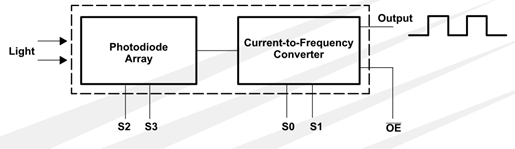 Light
Photodiode
Array
Current-to-Frequency
Converter
Output
S2
S3
S0
S1
OE